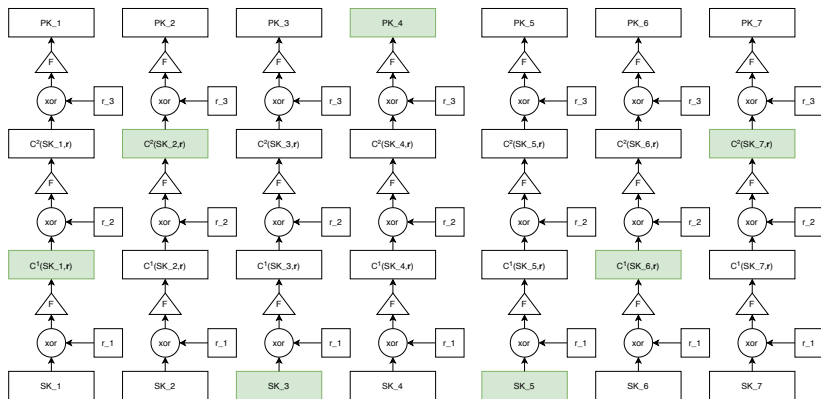 PK_1 PK_2 PK_3 PK_4 PK_5 PK_6 PK_7
F F F F F F F
xor r_3 xor r_3 xor r_3 xor r_3 xor r_3 xor r_3 xor r_3
C²(SK_1,r) C²(SK_2,r) C²(SK_3,r) C²(SK_4,r) C²(SK_5,r) C²(SK_6,r) C²(SK_7,r)
F F F F F F F
xor r_2 xor r_2 xor r_2 xor r_2 xor r_2 xor r_2 xor r_2
C¹(SK_1,r) C¹(SK_2,r) C¹(SK_3,r) C¹(SK_4,r) C¹(SK_5,r) C¹(SK_6,r) C¹(SK_7,r)
F F F F F F F
xor r_1 xor r_1 xor r_1 xor r_1 xor r_1 xor r_1 xor r_1
SK_1 SK_2 SK_3 SK_4 SK_5 SK_6 SK_7